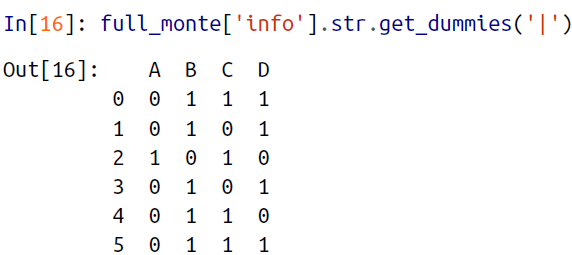 In[16]: full_monte['info'].str.get_dummies('|')
Out[16]: A B C D
0 0 1 1 1
1 0 1 0 1
2 1 0 1 0
3 0 1 0 1
4 0 1 1 0
5 0 1 1 1